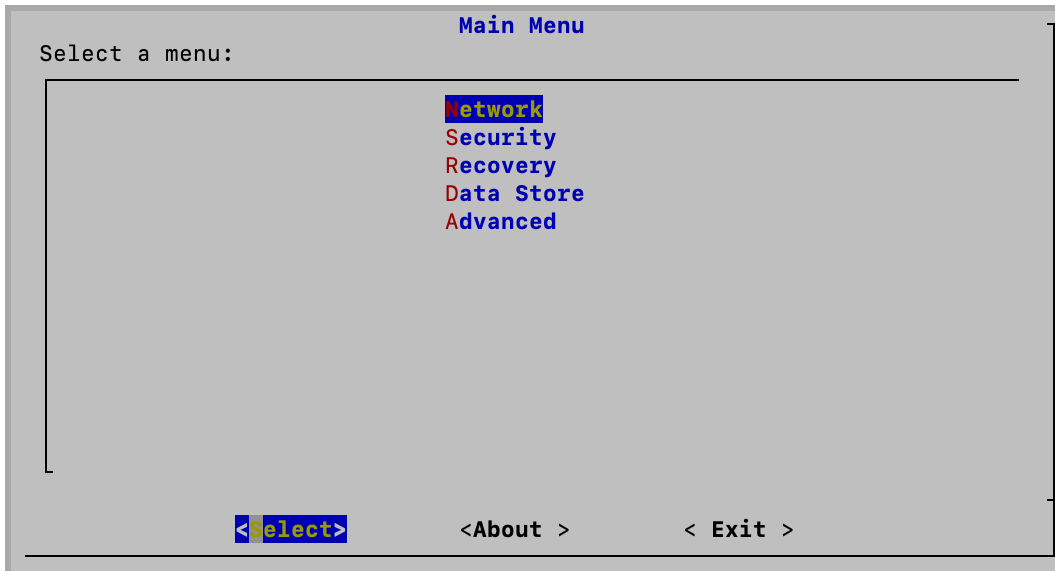 Main Menu
Select a menu:
Network
Security
Recovery
Data Store
Advanced
<Select> <About > < Exit >